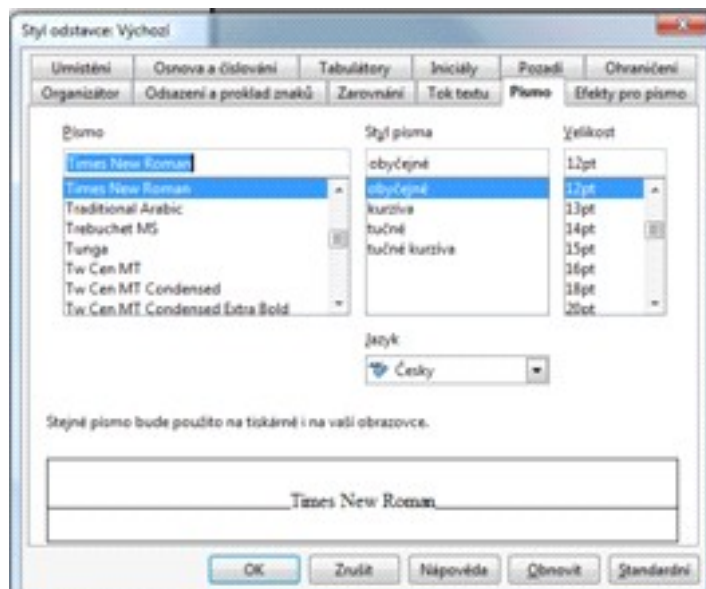 Styl odstavce: Výchozí
Umístění Osnova a číslování Tabulátory Iniciály Pozadí Ohraničení
Organizátor Odsazení a proklad znaků Zarovnání Tok textu Písmo Efekty pro písmo
Písmo Styl písma Velikost
Times New Roman obyčejné 12pt
Times New Roman obyčejné 12pt
Traditional Arabic kurzíva 13pt
Trebuchet MS tučné 14pt
Tunga tučné kurzíva 15pt
Tw Cen MT 16pt
Tw Cen MT Condensed 18pt
Tw Cen MT Condensed Extra Bold 20pt
Jazyk
Česky
Stejné písmo bude použito na tiskárně i na vaší obrazovce.
Times New Roman
OK Zrušit Nápověda Obnovit Standardní